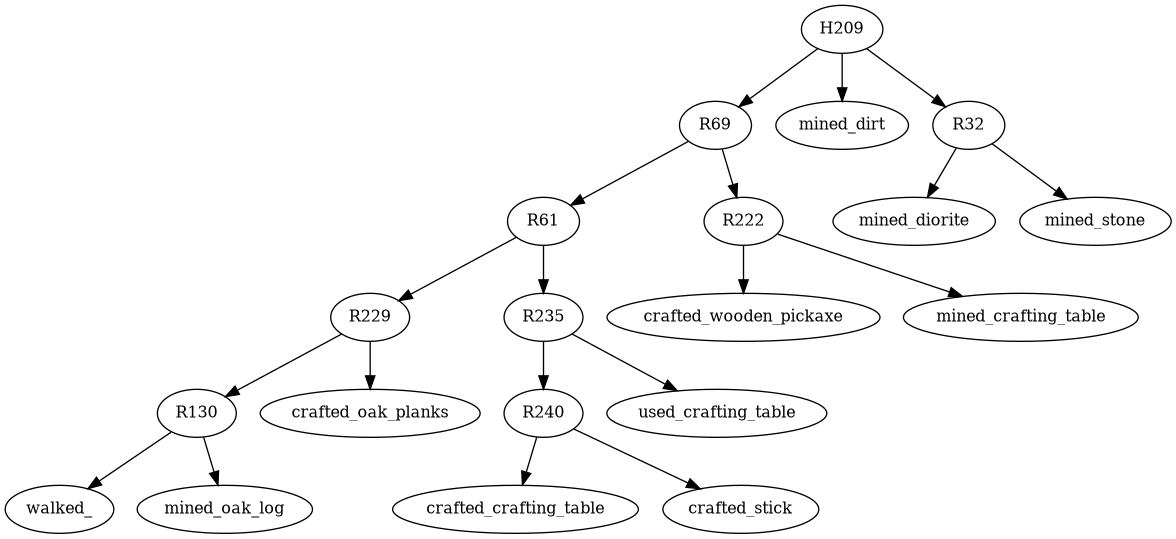 H209
R69
mined_dirt
R32
R61
R222
mined_diorite
mined_stone
R229
R235
crafted_wooden_pickaxe
mined_crafting_table
R130
crafted_oak_planks
R240
used_crafting_table
walked_
mined_oak_log
crafted_crafting_table
crafted_stick